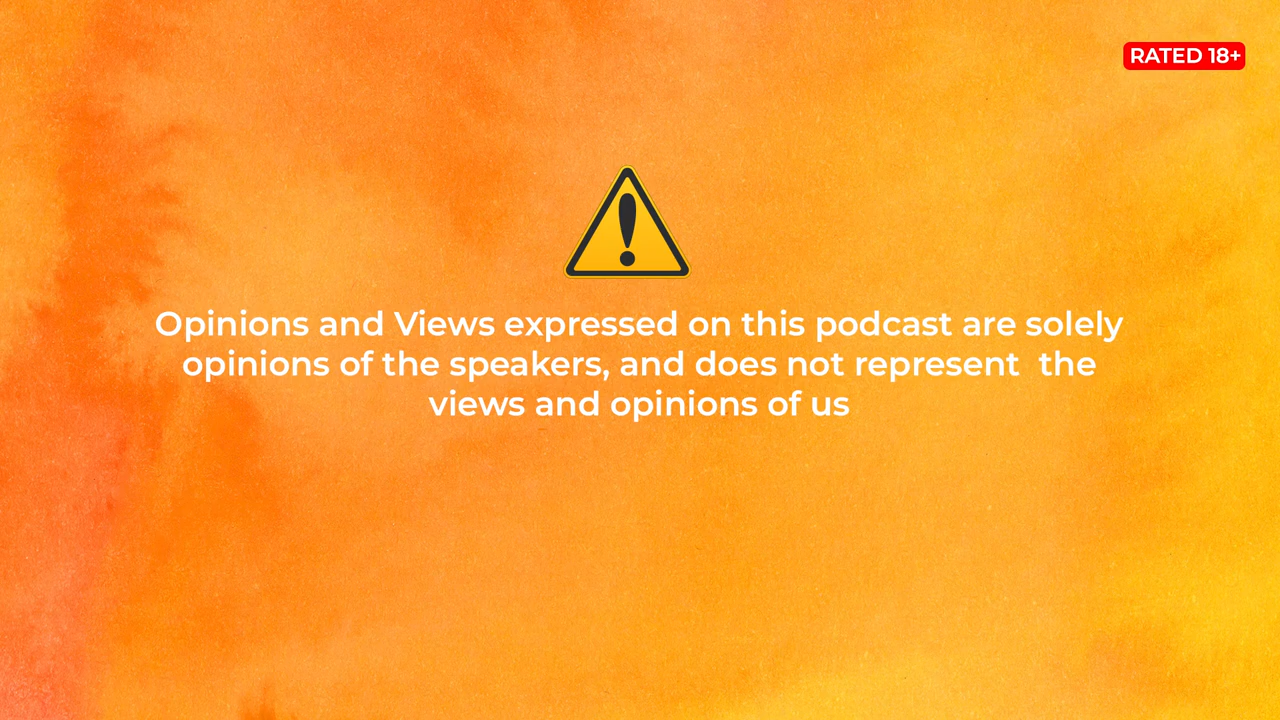 RATED 18+
Opinions and Views expressed on this podcast are solely
opinions of the speakers, and does not represent  the
views and opinions of us